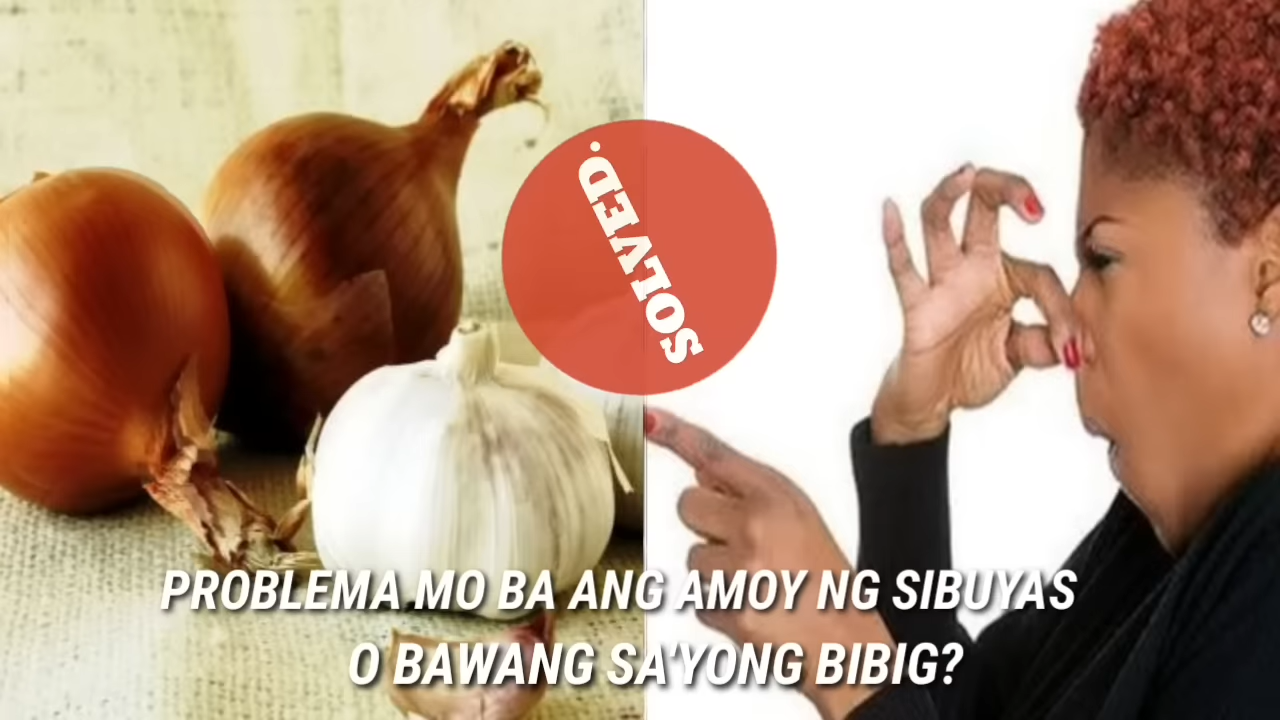 SOLVED.
PROBLEMA MO BA ANG AMOY NG SIBUYAS
O BAWANG SA'YONG BIBIG?